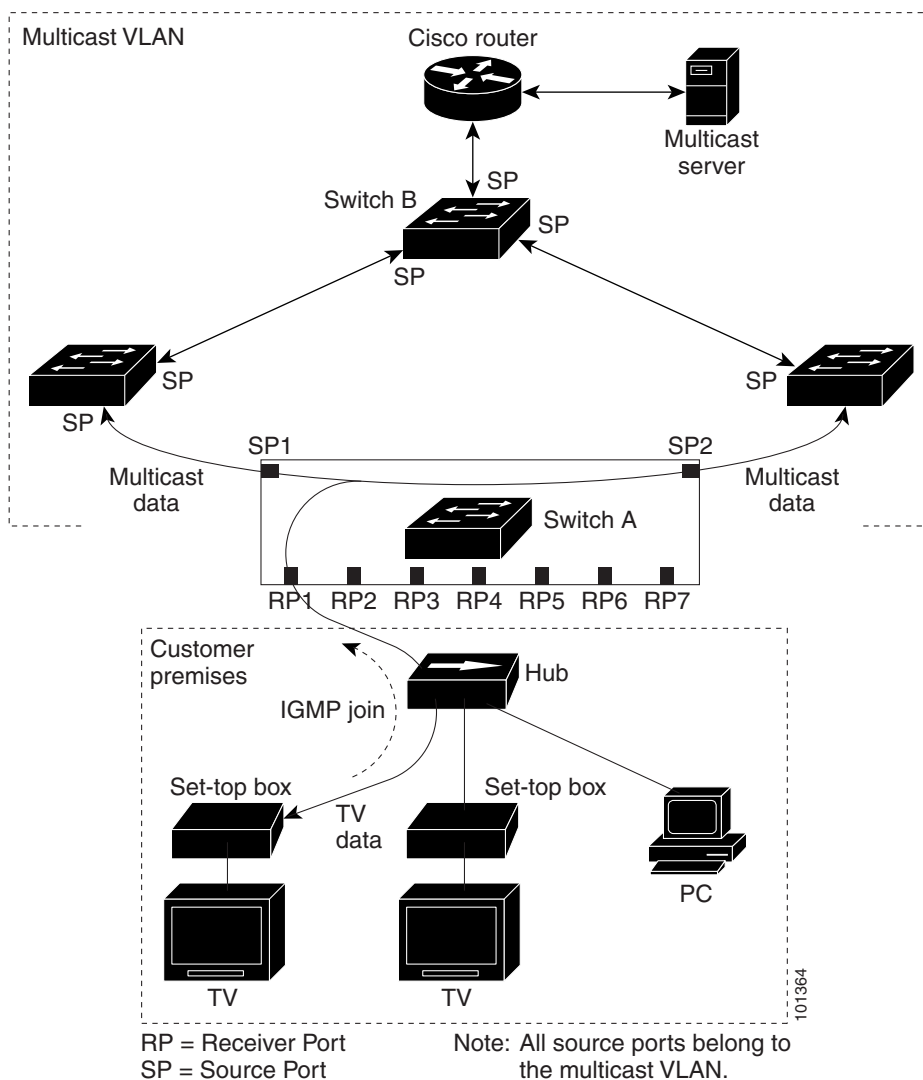 Multicast VLAN
Cisco router
Multicast
server
SP
Switch B
SP
SP
SP
SP
SP
SP1
SP2
Multicast
data
Multicast
data
Switch A
RP1 RP2 RP3 RP4 RP5 RP6 RP7
Customer
premises
Hub
IGMP join
Set-top box
Set-top box
TV
data
PC
TV
TV
101364
RP = Receiver Port
SP = Source Port
Note: All source ports belong to
the multicast VLAN.